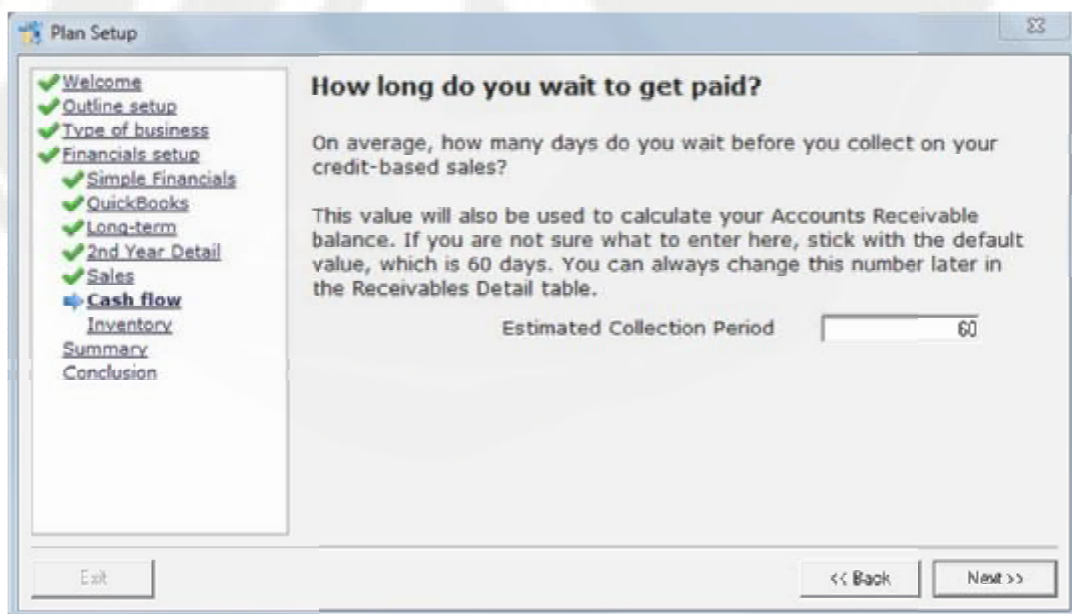 Plan Setup
Welcome
Outline setup
Type of business
Financials setup
Simple Financials
QuickBooks
Long-term
2nd Year Detail
Sales
Cash flow
Inventory
Summary
Conclusion
How long do you wait to get paid?
On average, how many days do you wait before you collect on your
credit-based sales?
This value will also be used to calculate your Accounts Receivable
balance. If you are not sure what to enter here, stick with the default
value, which is 60 days. You can always change this number later in
the Receivables Detail table.
Estimated Collection Period 60
Exit << Back Next >>